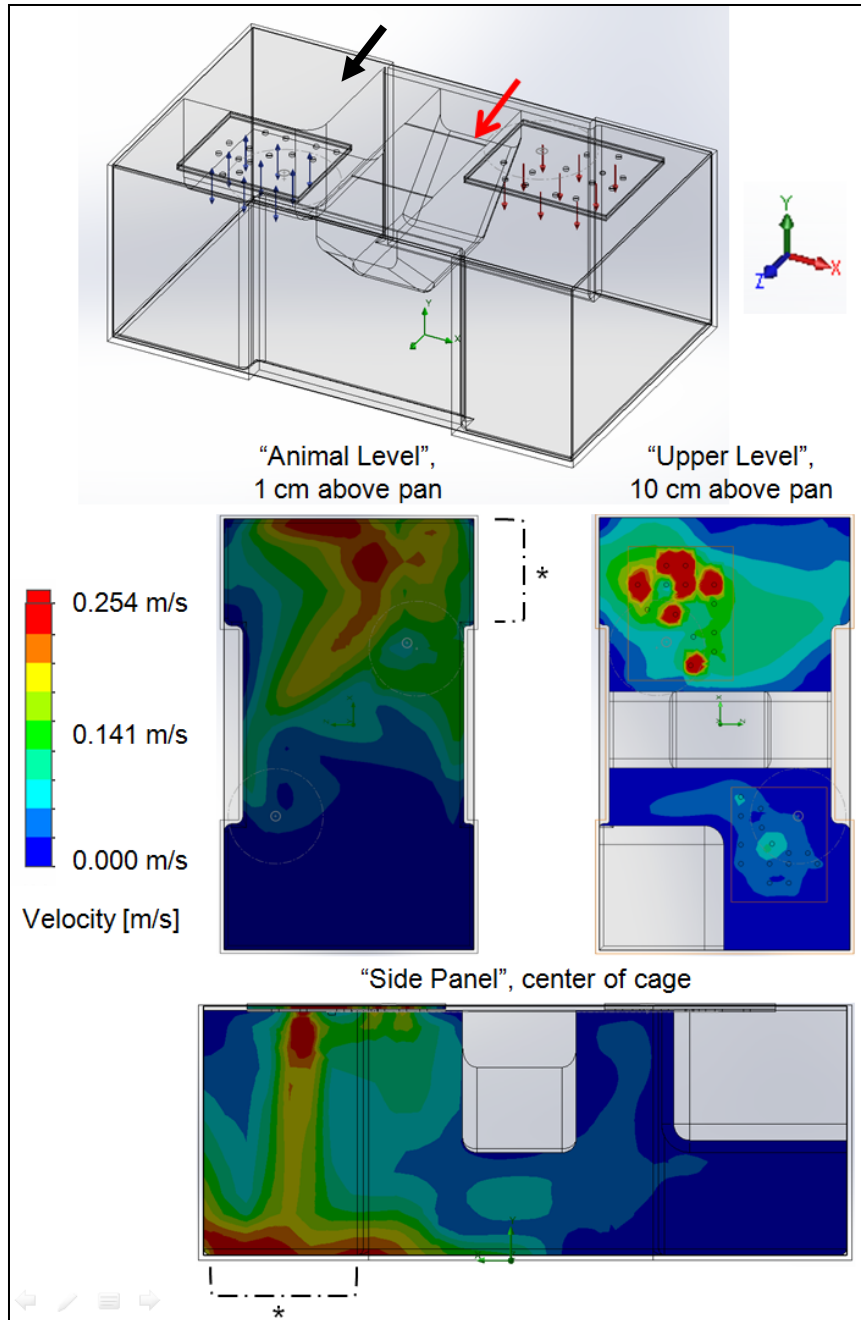 Y
X
Z
Y
X
“Animal Level”,
1 cm above pan
“Upper Level”,
10 cm above pan
*
0.254 m/s
0.141 m/s
0.000 m/s
Velocity [m/s]
“Side Panel”, center of cage
*